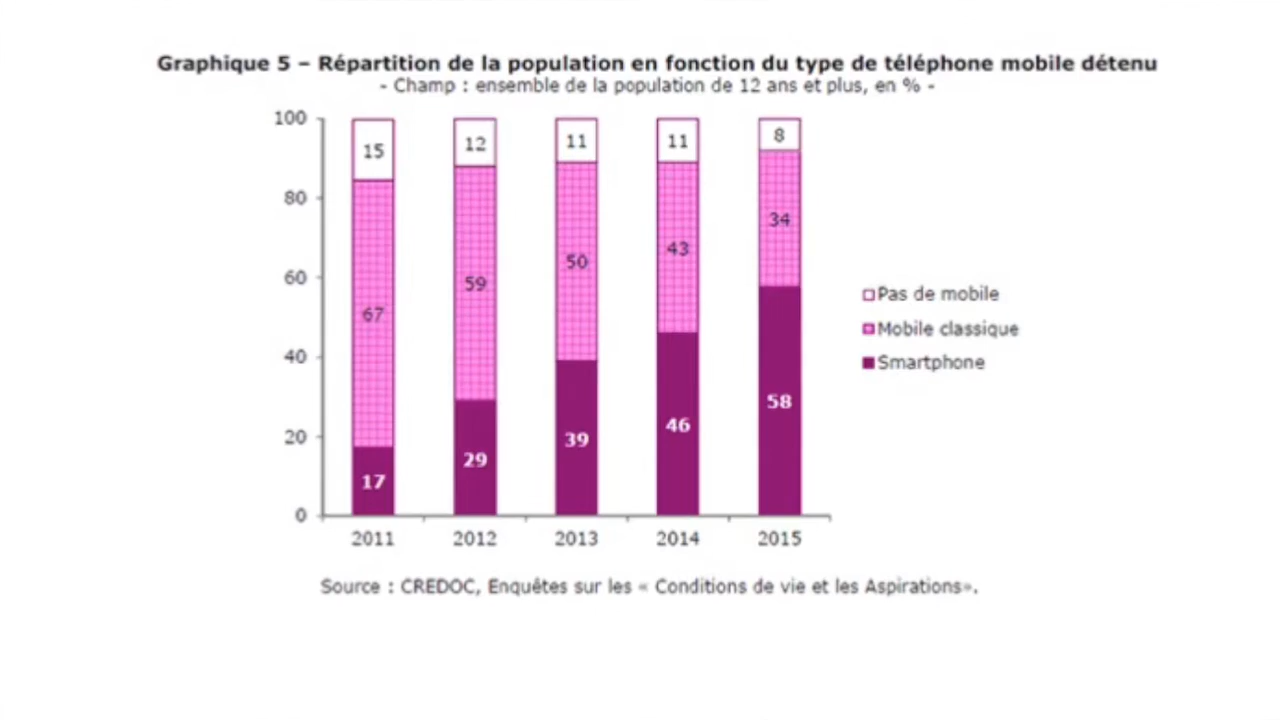 Graphique 5 – Répartition de la population en fonction du type de téléphone mobile détenu
- Champ : ensemble de la population de 12 ans et plus, en % -
100
80
60
40
20
0
15 12 11 11 8
67 59 50 43 34
17 29 39 46 58
2011 2012 2013 2014 2015
Pas de mobile
Mobile classique
Smartphone
Source : CREDOC, Enquêtes sur les « Conditions de vie et les Aspirations».